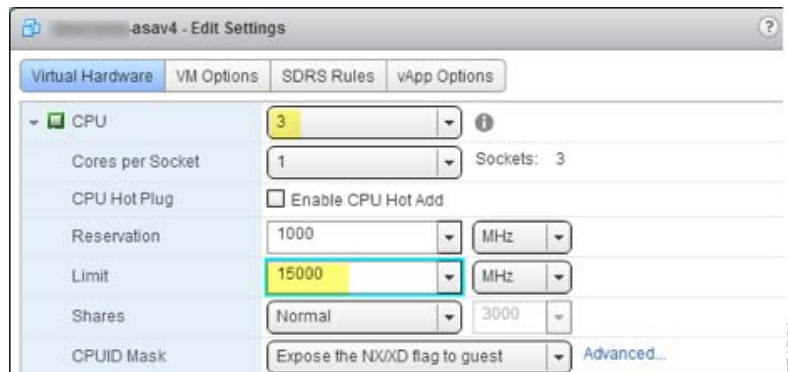 asav4 - Edit Settings ?
Virtual Hardware VM Options SDRS Rules vApp Options
CPU 3
Cores per Socket 1 Sockets: 3
CPU Hot Plug Enable CPU Hot Add
Reservation 1000 MHz
Limit 15000 MHz
Shares Normal 3000
CPUID Mask Expose the NX/XD flag to guest Advanced...